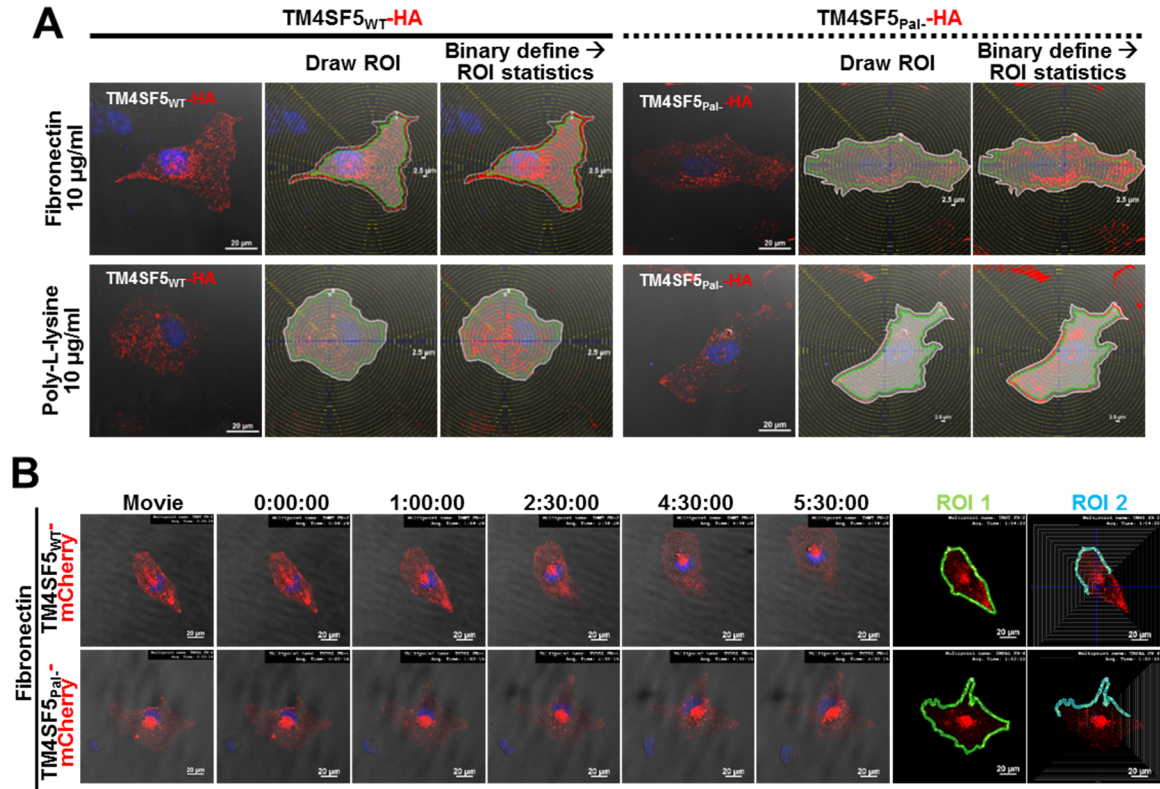 A
TM4SF5WT-HA
TM4SF5Pal--HA
Draw ROI
Binary define →
ROI statistics
Draw ROI
Binary define →
ROI statistics
Fibronectin
10 µg/ml
TM4SF5WT-HA
20 µm
2.5 µm
2.5 µm
TM4SF5Pal--HA
20 µm
2.5 µm
2.5 µm
Poly-L-lysine
10 µg/ml
TM4SF5WT-HA
20 µm
2.5 µm
2.5 µm
TM4SF5Pal--HA
20 µm
B
Movie
0:00:00
1:00:00
2:30:00
4:30:00
5:30:00
ROI 1
ROI 2
Fibronectin
TM4SF5WT-
mCherry
20 µm
20 µm
20 µm
20 µm
20 µm
20 µm
20 µm
20 µm
TM4SF5Pal--
mCherry
20 µm
20 µm
20 µm
20 µm
20 µm
20 µm
20 µm
20 µm